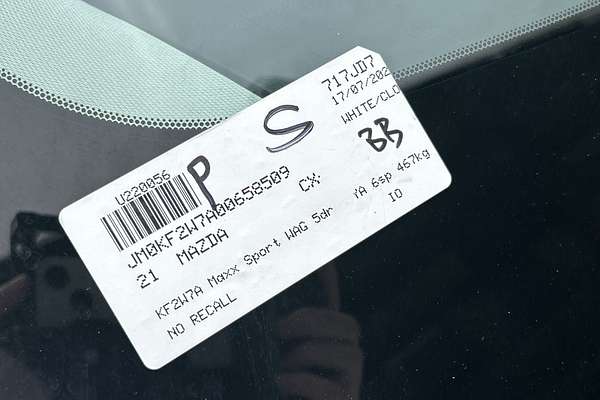 U220056
P
S
717JD7
17/07/202
WHITE/CLO
BB
JM0KF2W7A00658509
21 MAZDA CX-
KF2W7A Maxx Sport WAG 5dr 6sp 467kg
NO RECALL
IO